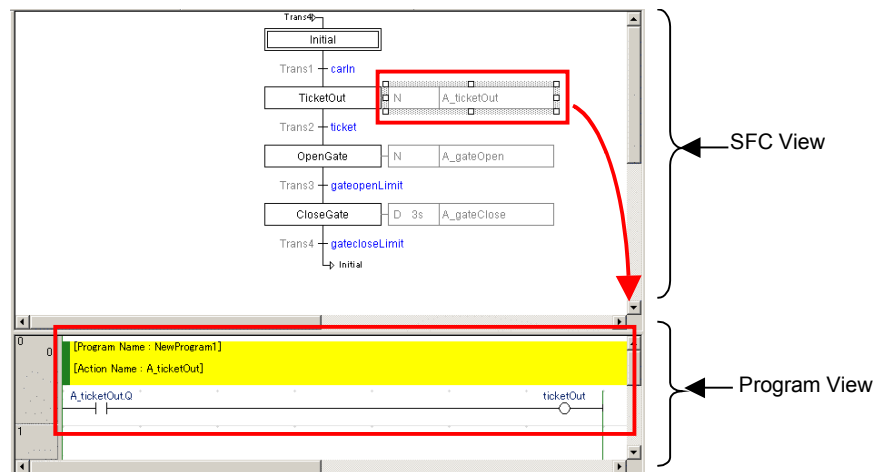 Trans4
Initial
Trans1 carIn
TicketOut N A_ticketOut
Trans2 ticket
OpenGate N A_gateOpen
Trans3 gateopenLimit
CloseGate D 3s A_gateClose
Trans4 gatecloseLimit
Initial
SFC View
0 0 [Program Name : NewProgram1]
[Action Name : A_ticketOut]
A_ticketOut.Q ticketOut
1
Program View